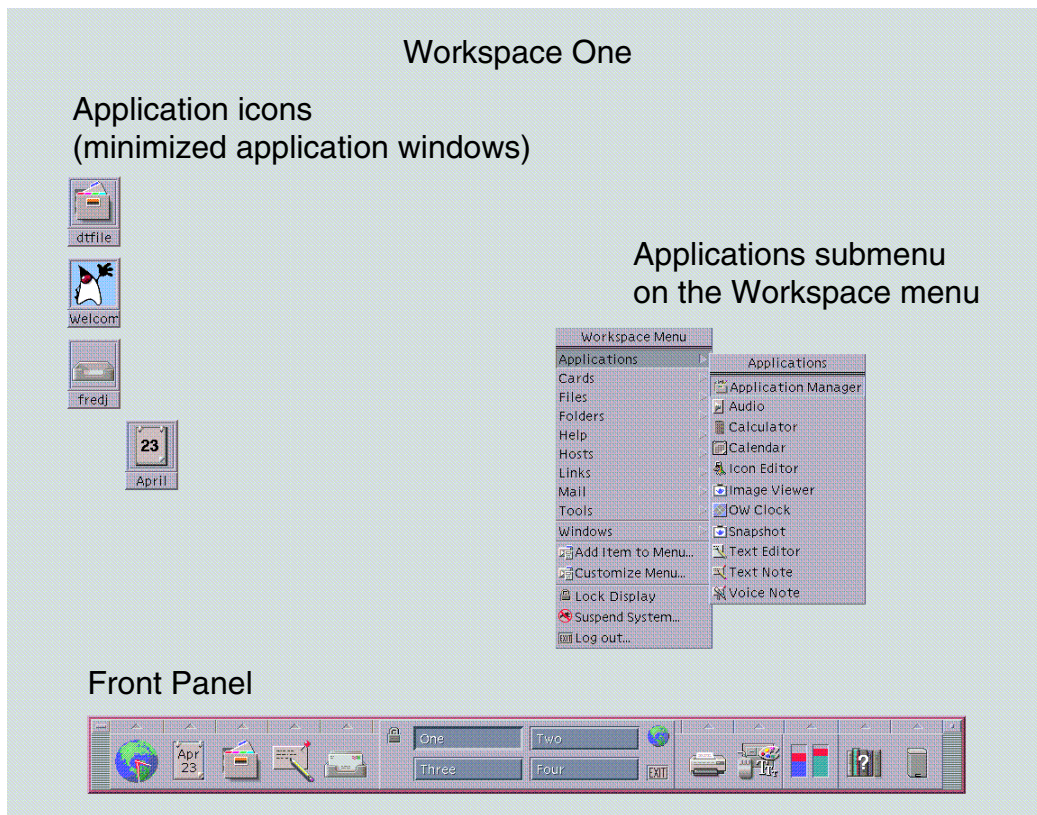 Workspace One
Application icons
(minimized application windows)
dtfile
Welcom
fredj
23
April
Applications submenu
on the Workspace menu
Workspace Menu
Applications
Cards
Files
Folders
Help
Hosts
Links
Mail
Tools
Windows
Add Item to Menu...
Customize Menu...
Lock Display
Suspend System...
EXIT Log out...
Applications
Application Manager
Audio
Calculator
Calendar
Icon Editor
Image Viewer
OW Clock
Snapshot
Text Editor
Text Note
Voice Note
Front Panel
Apr
23
One
Two
Three
Four
EXIT
?